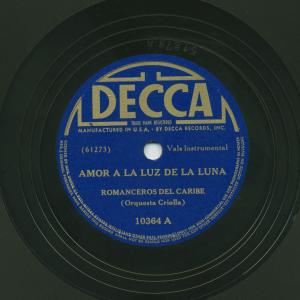 DECCA
TRADE MARK REGISTERED
MANUFACTURED IN U.S.A. · BY DECCA RECORDS, INC.
(61273) Vals Instrumental
AMOR A LA LUZ DE LA LUNA
ROMANCEROS DEL CARIBE
(Orquesta Criolla)
10364 A